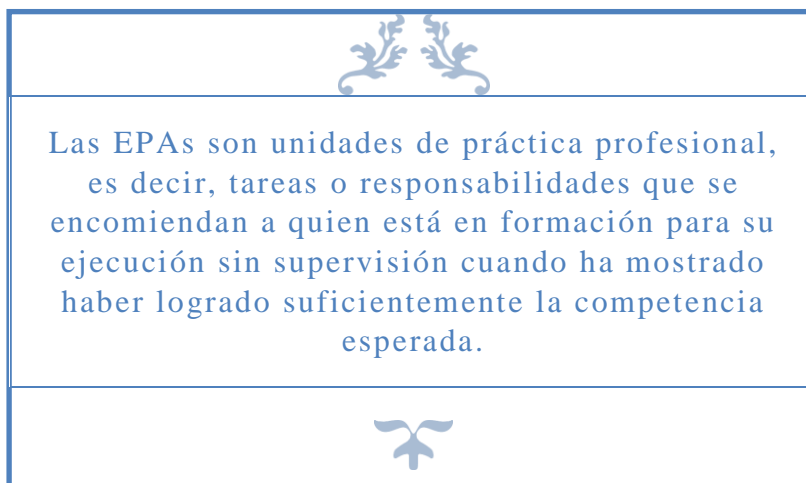 Las EPAs son unidades de práctica profesional,
es decir, tareas o responsabilidades que se
encomiendan a quien está en formación para su
ejecución sin supervisión cuando ha mostrado
haber logrado suficientemente la competencia
esperada.